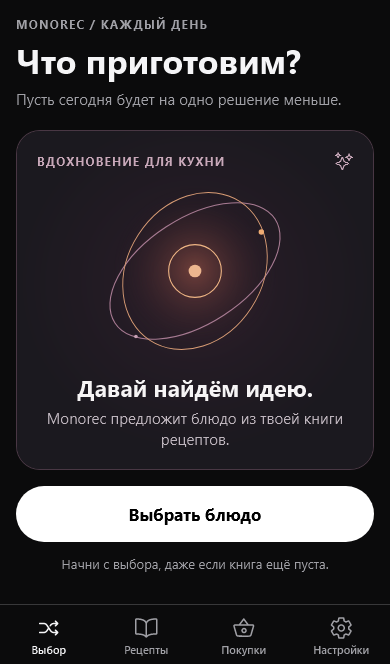 MONOREC / КАЖДЫЙ ДЕНЬ
Что приготовим?
Пусть сегодня будет на одно решение меньше.
ВДОХНОВЕНИЕ ДЛЯ КУХНИ
Давай найдём идею.
Monorec предложит блюдо из твоей книги
рецептов.
Выбрать блюдо
Начни с выбора, даже если книга ещё пуста.
Выбор
Рецепты
Покупки
Настройки